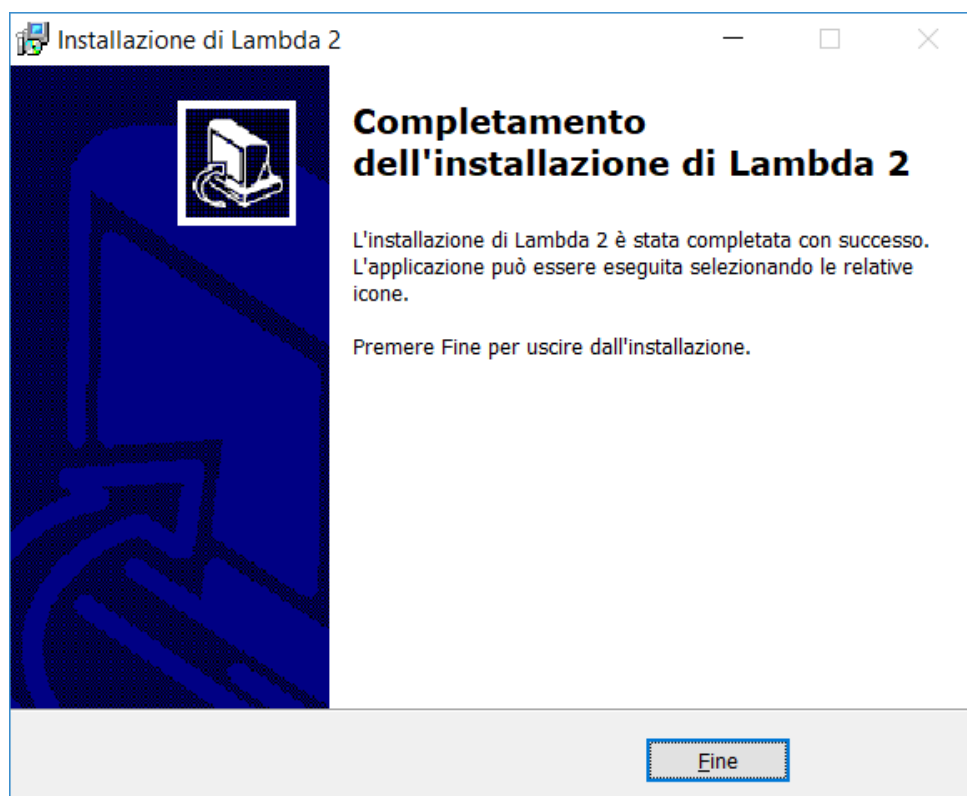 Installazione di Lambda 2
Completamento
dell'installazione di Lambda 2
L'installazione di Lambda 2 è stata completata con successo.
L'applicazione può essere eseguita selezionando le relative
icone.
Premere Fine per uscire dall'installazione.
Fine